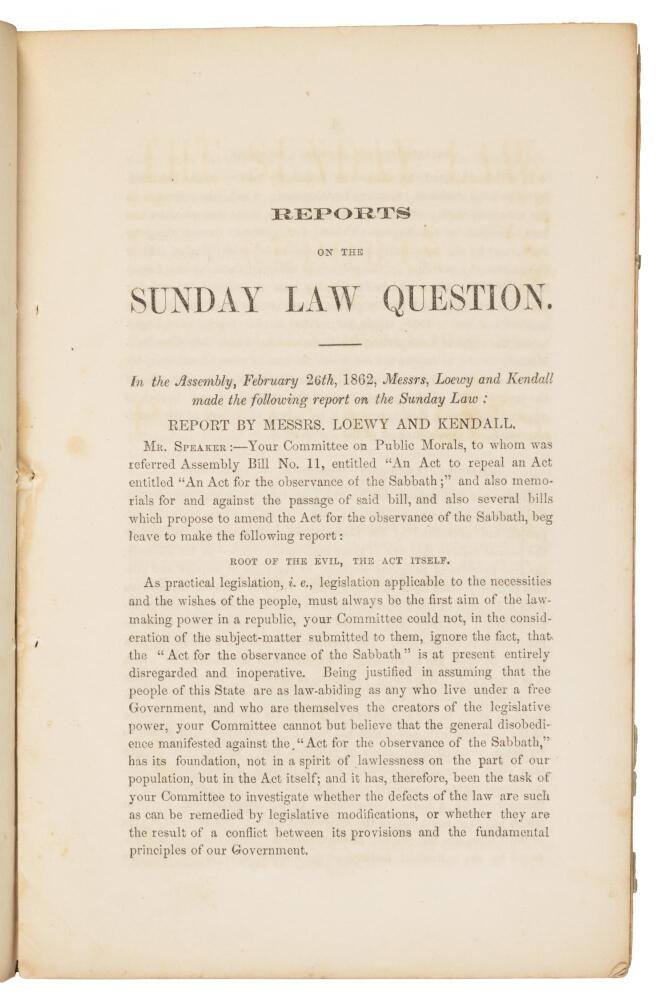 REPORTS
ON THE
SUNDAY LAW QUESTION.
In the Assembly, February 26th, 1862, Messrs, Loewy and Kendall
made the following report on the Sunday Law :
REPORT BY MESSRS. LOEWY AND KENDALL.
MR. SPEAKER:—Your Committee on Public Morals, to whom was
referred Assembly Bill No. 11, entitled “An Act to repeal an Act
entitled “An Act for the observance of the Sabbath;” and also memo-
rials for and against the passage of said bill, and also several bills
which propose to amend the Act for the observance of the Sabbath, beg
leave to make the following report:
ROOT OF THE EVIL, THE ACT ITSELF.
As practical legislation, i. e., legislation applicable to the necessities
and the wishes of the people, must always be the first aim of the law-
making power in a republic, your Committee could not, in the consid-
eration of the subject-matter submitted to them, ignore the fact, that
the “Act for the observance of the Sabbath” is at present entirely
disregarded and inoperative. Being justified in assuming that the
people of this State are as law-abiding as any who live under a free
Government, and who are themselves the creators of the legislative
power, your Committee cannot but believe that the general disobedi-
ence manifested against the “Act for the observance of the Sabbath,”
has its foundation, not in a spirit of lawlessness on the part of our
population, but in the Act itself; and it has, therefore, been the task of
your Committee to investigate whether the defects of the law are such
as can be remedied by legislative modifications, or whether they are
the result of a conflict between its provisions and the fundamental
principles of our Government.